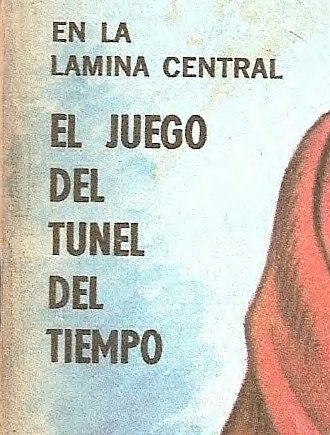 EN LA
LAMINA CENTRAL
EL JUEGO
DEL
TUNEL
DEL
TIEMPO